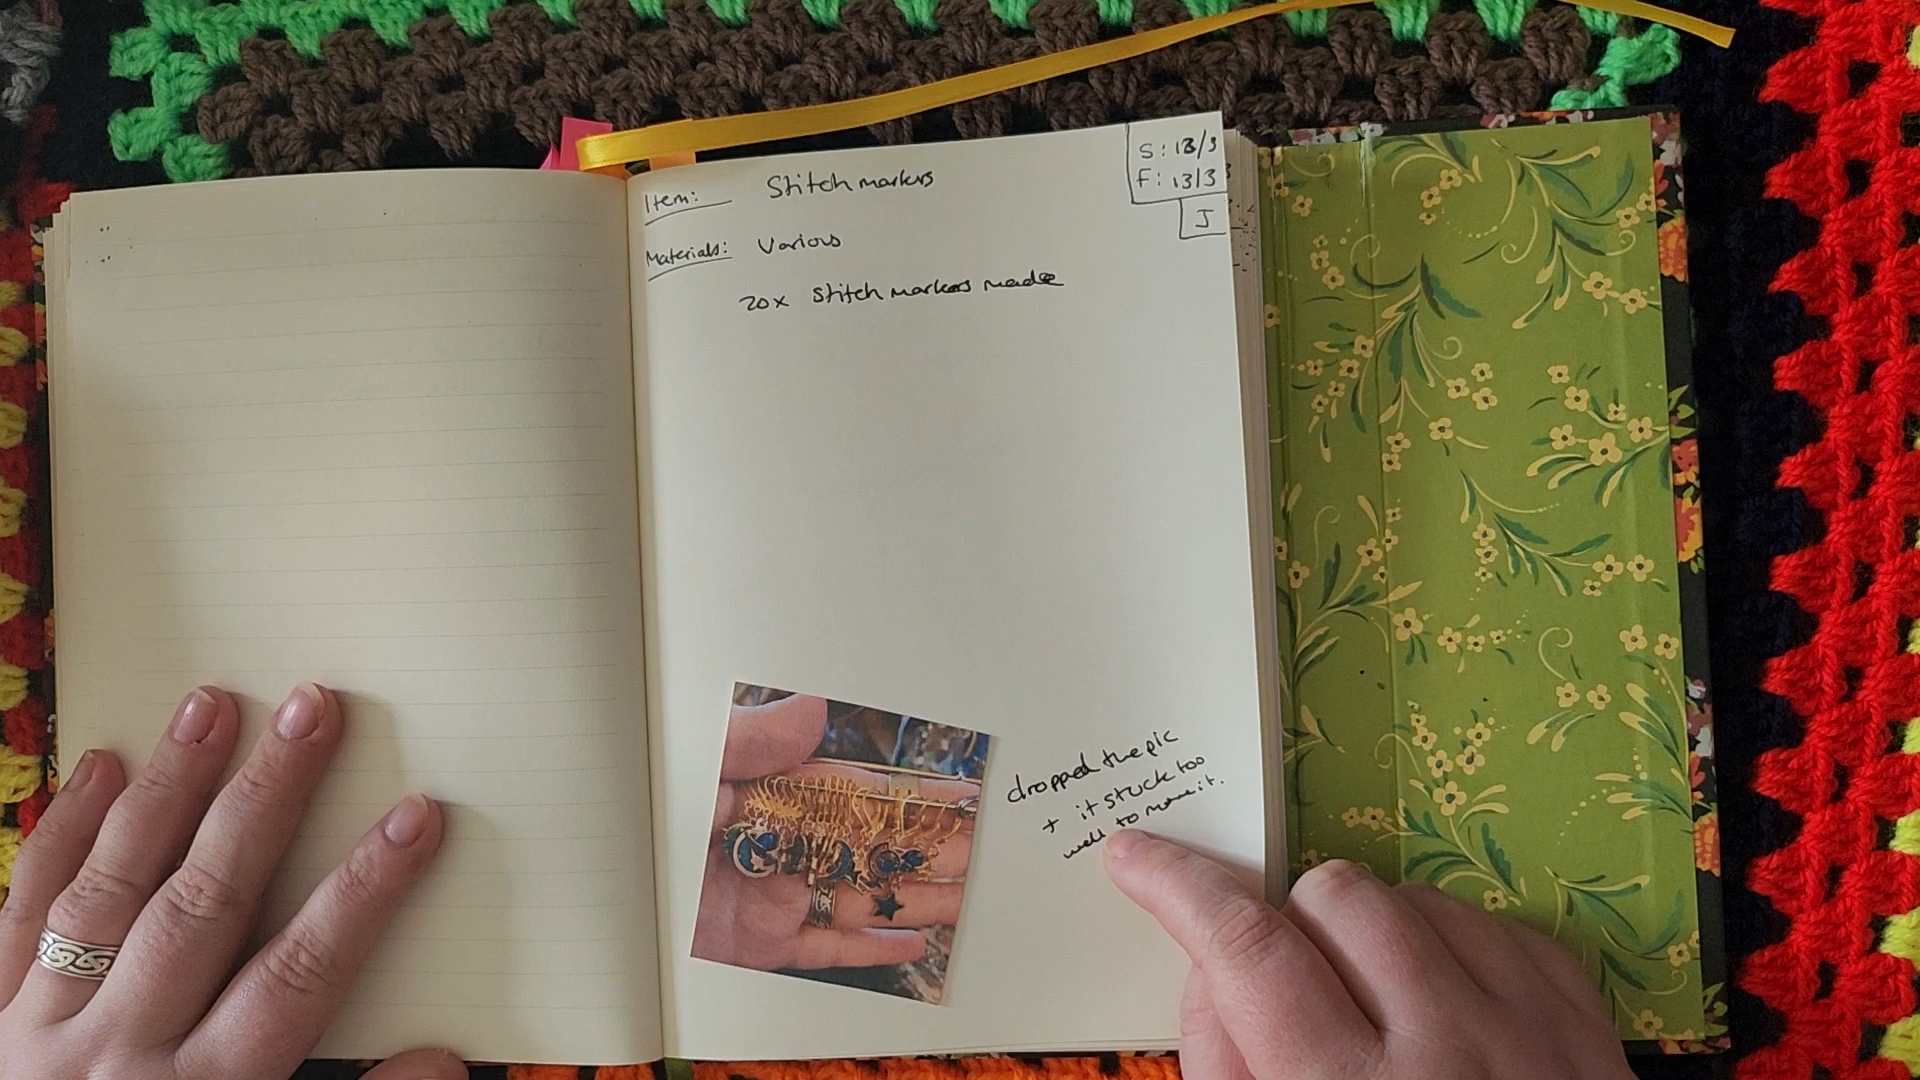 Item: Stitch markers
S: 13/3
F: 13/3
J
Materials: Various
20x Stitch markers made
dropped the pic
+ it stuck too
well to move it.